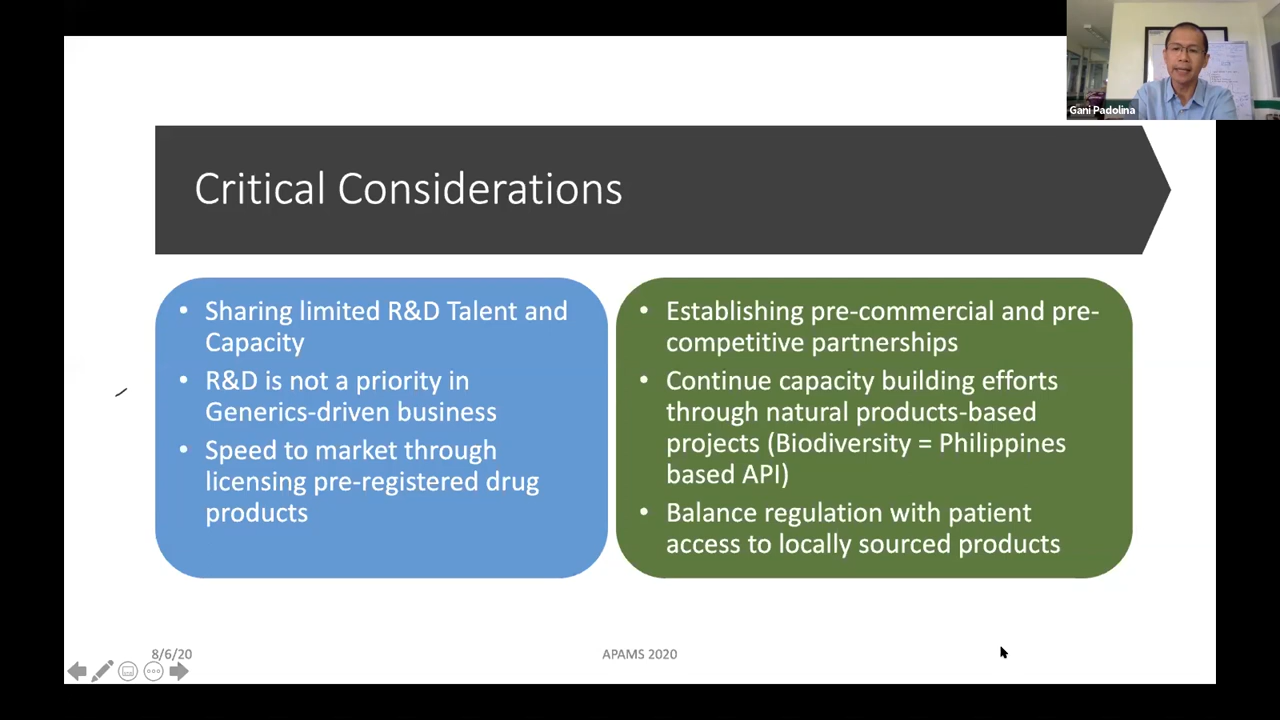 Gani Padolina
Critical Considerations
• Sharing limited R&D Talent and
Capacity
• R&D is not a priority in
Generics-driven business
• Speed to market through
licensing pre-registered drug
products
• Establishing pre-commercial and pre-
competitive partnerships
• Continue capacity building efforts
through natural products-based
projects (Biodiversity = Philippines
based API)
• Balance regulation with patient
access to locally sourced products
8/6/20
APAMS 2020